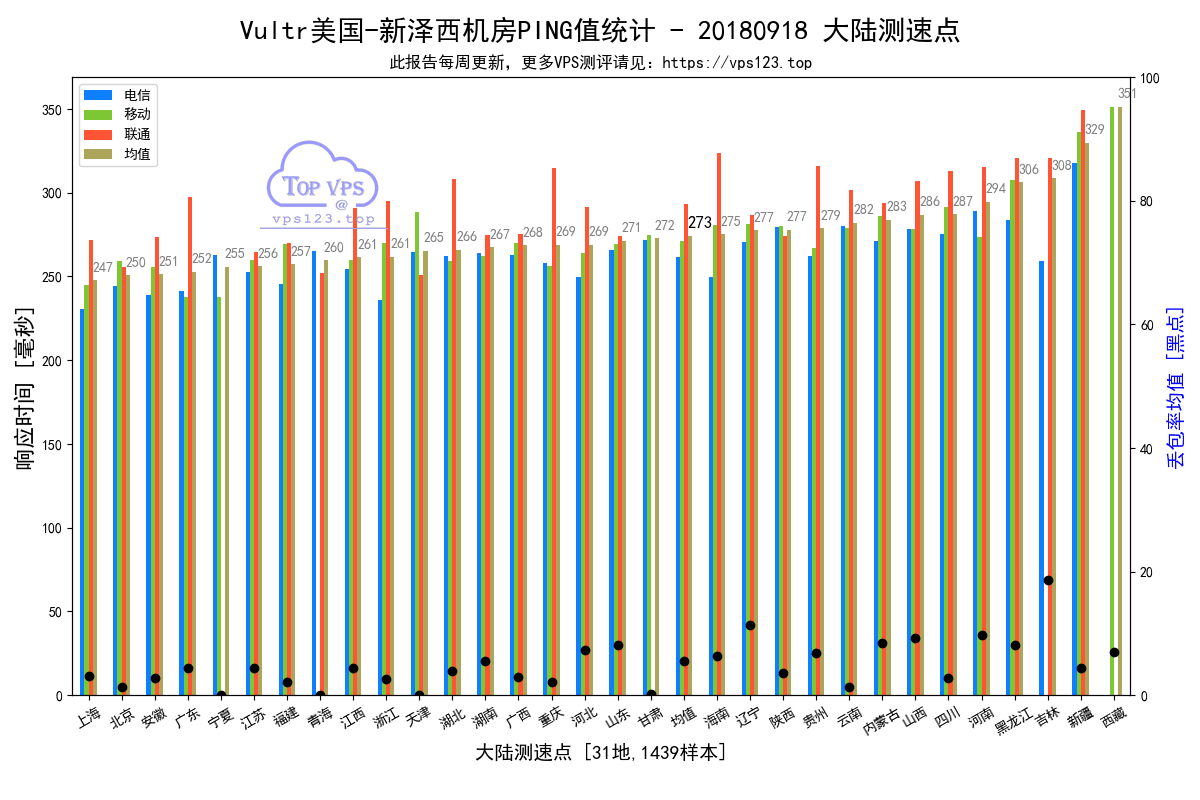 Vultr美国-新泽西机房PING值统计 - 20180918 大陆测速点
此报告每周更新，更多VPS测评请见：https://vps123.top
电信
移动
联通
均值
TOP VPS
@
vps123.top
响应时间 [毫秒]
350
300
250
200
150
100
50
0
247 250 251 252 255 256 257 260 261 261 265 266 267 268 269 269 271 272 273 275 277 277 279 282 283 286 287 294 306 308 329 351
100
80
60
40
20
0
丢包率均值 [黑点]
上海 北京 安徽 广东 宁夏 江苏 福建 青海 江西 浙江 天津 湖北 湖南 广西 重庆 河北 山东 甘肃 均值 海南 辽宁 陕西 贵州 云南 内蒙古 山西 四川 河南 黑龙江 吉林 新疆 西藏
大陆测速点 [31地,1439样本]